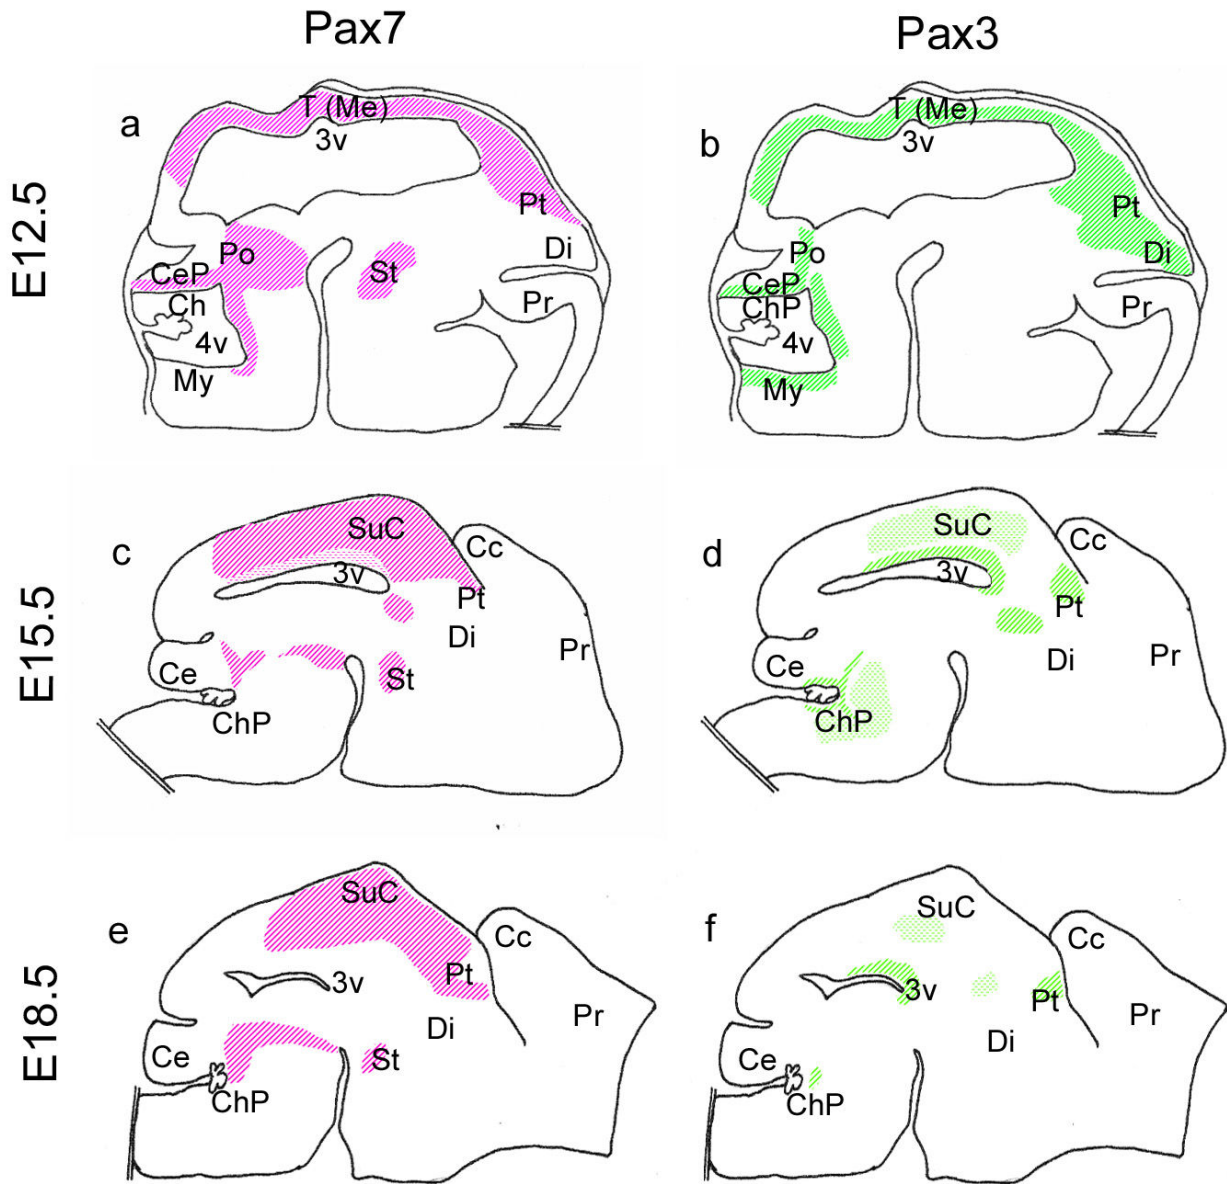 Pax7
Pax3
E12.5
a
T (Me)
3v
Pt
Po
Di
CeP
St
Ch
Pr
4v
My
b
T (Me)
3v
Pt
Po
Di
CeP
ChP
Pr
4v
My
E15.5
c
SuC
Cc
3v
Pt
Di
Pr
Ce
St
ChP
d
SuC
Cc
3v
Pt
Di
Pr
Ce
ChP
E18.5
e
SuC
Cc
Pt
3v
Di
Pr
Ce
St
ChP
f
SuC
Cc
3v
Pt
Pr
Di
Ce
ChP